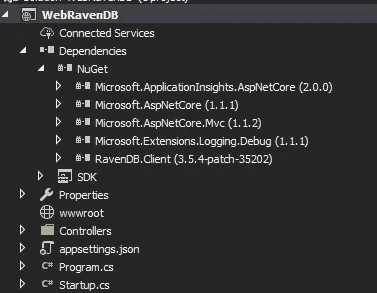 WebRavenDB
Connected Services
Dependencies
NuGet
Microsoft.ApplicationInsights.AspNetCore (2.0.0)
Microsoft.AspNetCore (1.1.1)
Microsoft.AspNetCore.Mvc (1.1.2)
Microsoft.Extensions.Logging.Debug (1.1.1)
RavenDB.Client (3.5.4-patch-35202)
SDK
Properties
wwwroot
Controllers
appsettings.json
C# Program.cs
C# Startup.cs